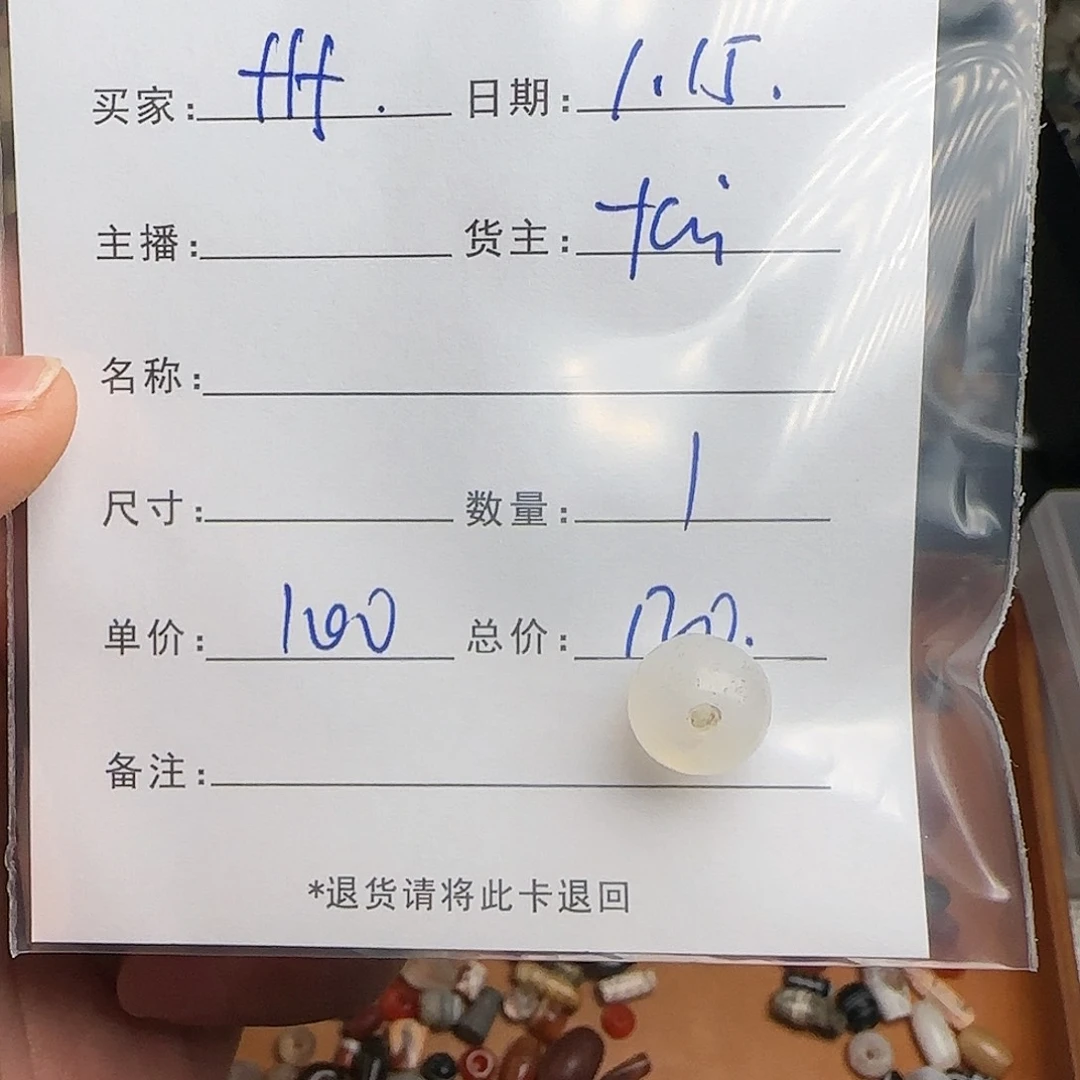 买家: fff. 日期: 1.15.
主播: 货主:
名称:
尺寸: 数量: 1
单价: 100 总价:
备注:
*退货请将此卡退回